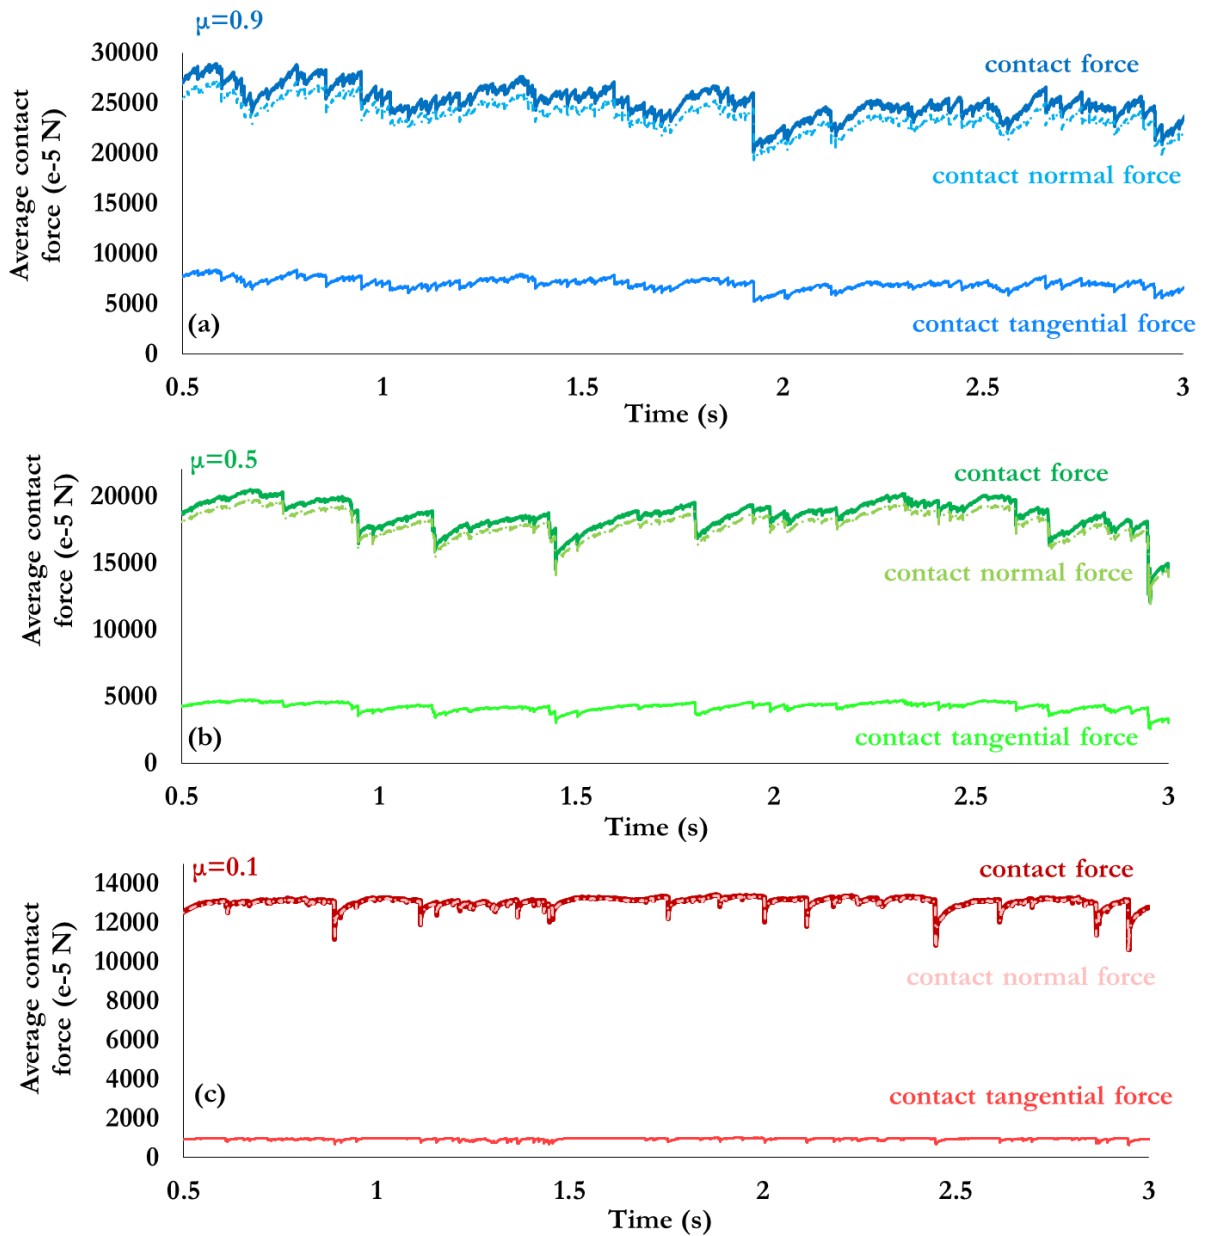 μ=0.9
30000
25000
20000
15000
10000
5000
0
Average contact
force (e-5 N)
contact force
contact normal force
contact tangential force
(a)
0.5 1 1.5 2 2.5 3
Time (s)
μ=0.5
20000
15000
10000
5000
0
Average contact
force (e-5 N)
contact force
contact normal force
contact tangential force
(b)
0.5 1 1.5 2 2.5 3
Time (s)
μ=0.1
14000
12000
10000
8000
6000
4000
2000
0
Average contact
force (e-5 N)
contact force
contact normal force
contact tangential force
(c)
0.5 1 1.5 2 2.5 3
Time (s)